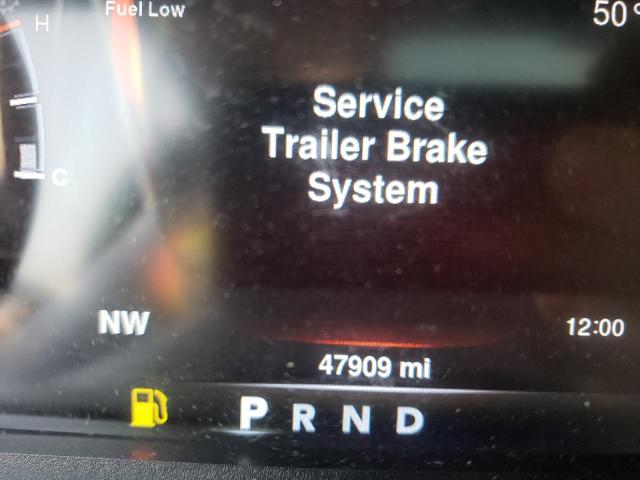 Fuel Low
50°
H
Service
Trailer Brake
System
C
NW
12:00
47909 mi
P R N D